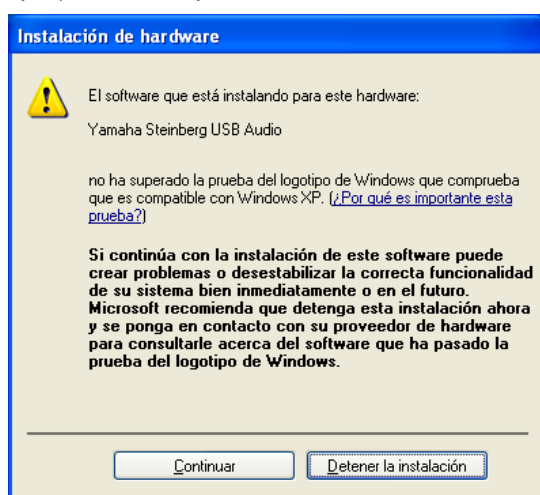 Instalación de hardware
El software que está instalando para este hardware:
Yamaha Steinberg USB Audio
no ha superado la prueba del logotipo de Windows que comprueba
que es compatible con Windows XP. (¿Por qué es importante esta
prueba?)
Si continúa con la instalación de este software puede
crear problemas o desestabilizar la correcta funcionalidad
de su sistema bien inmediatamente o en el futuro.
Microsoft recomienda que detenga esta instalación ahora
y se ponga en contacto con su proveedor de hardware
para consultarle acerca del software que ha pasado la
prueba del logotipo de Windows.
Continuar
Detener la instalación